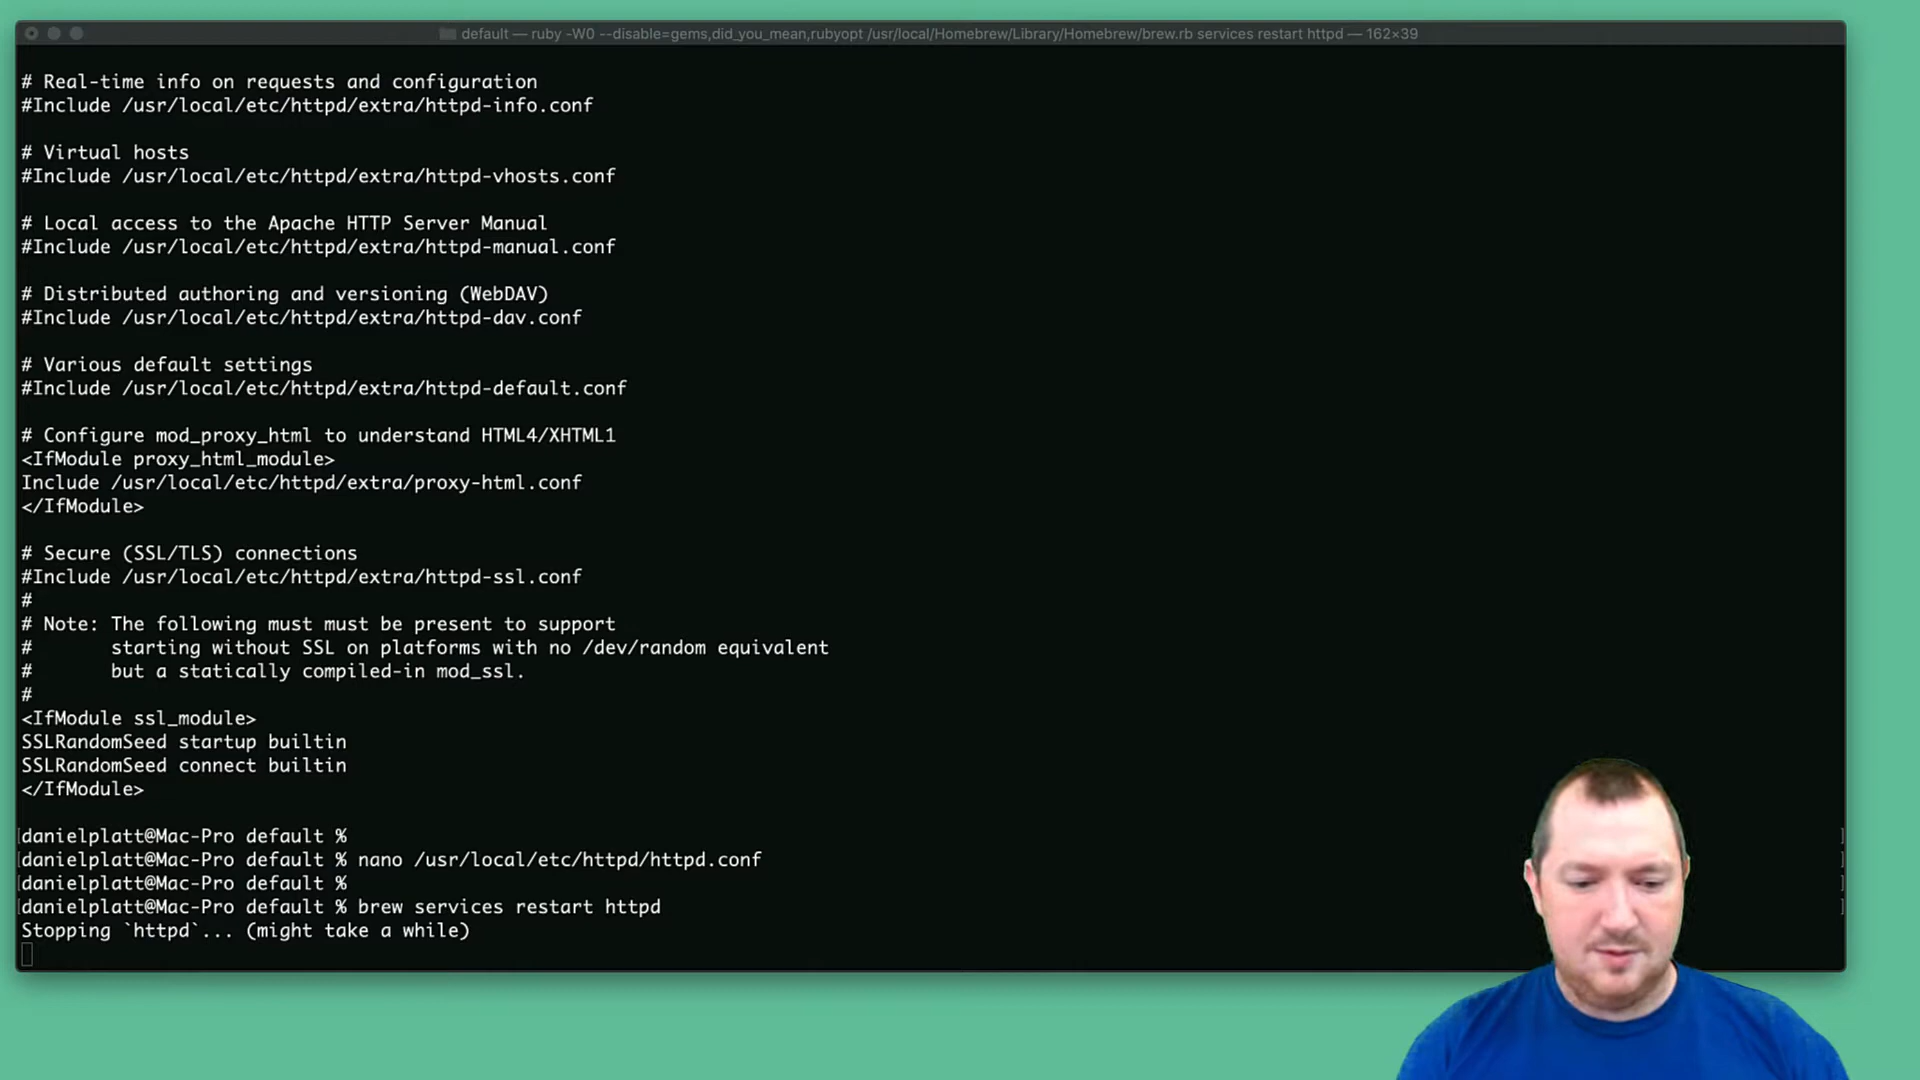 default — ruby -W0 --disable=gems,did_you_mean,rubyopt /usr/local/Homebrew/Library/Homebrew/brew.rb services restart httpd — 162×39
# Real-time info on requests and configuration
#Include /usr/local/etc/httpd/extra/httpd-info.conf
# Virtual hosts
#Include /usr/local/etc/httpd/extra/httpd-vhosts.conf
# Local access to the Apache HTTP Server Manual
#Include /usr/local/etc/httpd/extra/httpd-manual.conf
# Distributed authoring and versioning (WebDAV)
#Include /usr/local/etc/httpd/extra/httpd-dav.conf
# Various default settings
#Include /usr/local/etc/httpd/extra/httpd-default.conf
# Configure mod_proxy_html to understand HTML4/XHTML1
<IfModule proxy_html_module>
Include /usr/local/etc/httpd/extra/proxy-html.conf
</IfModule>
# Secure (SSL/TLS) connections
#Include /usr/local/etc/httpd/extra/httpd-ssl.conf
#
# Note: The following must must be present to support
#       starting without SSL on platforms with no /dev/random equivalent
#       but a statically compiled-in mod_ssl.
#
<IfModule ssl_module>
SSLRandomSeed startup builtin
SSLRandomSeed connect builtin
</IfModule>
[danielplatt@Mac-Pro default % ]
[danielplatt@Mac-Pro default % nano /usr/local/etc/httpd/httpd.conf ]
[danielplatt@Mac-Pro default % ]
[danielplatt@Mac-Pro default % brew services restart httpd ]
Stopping `httpd`... (might take a while)